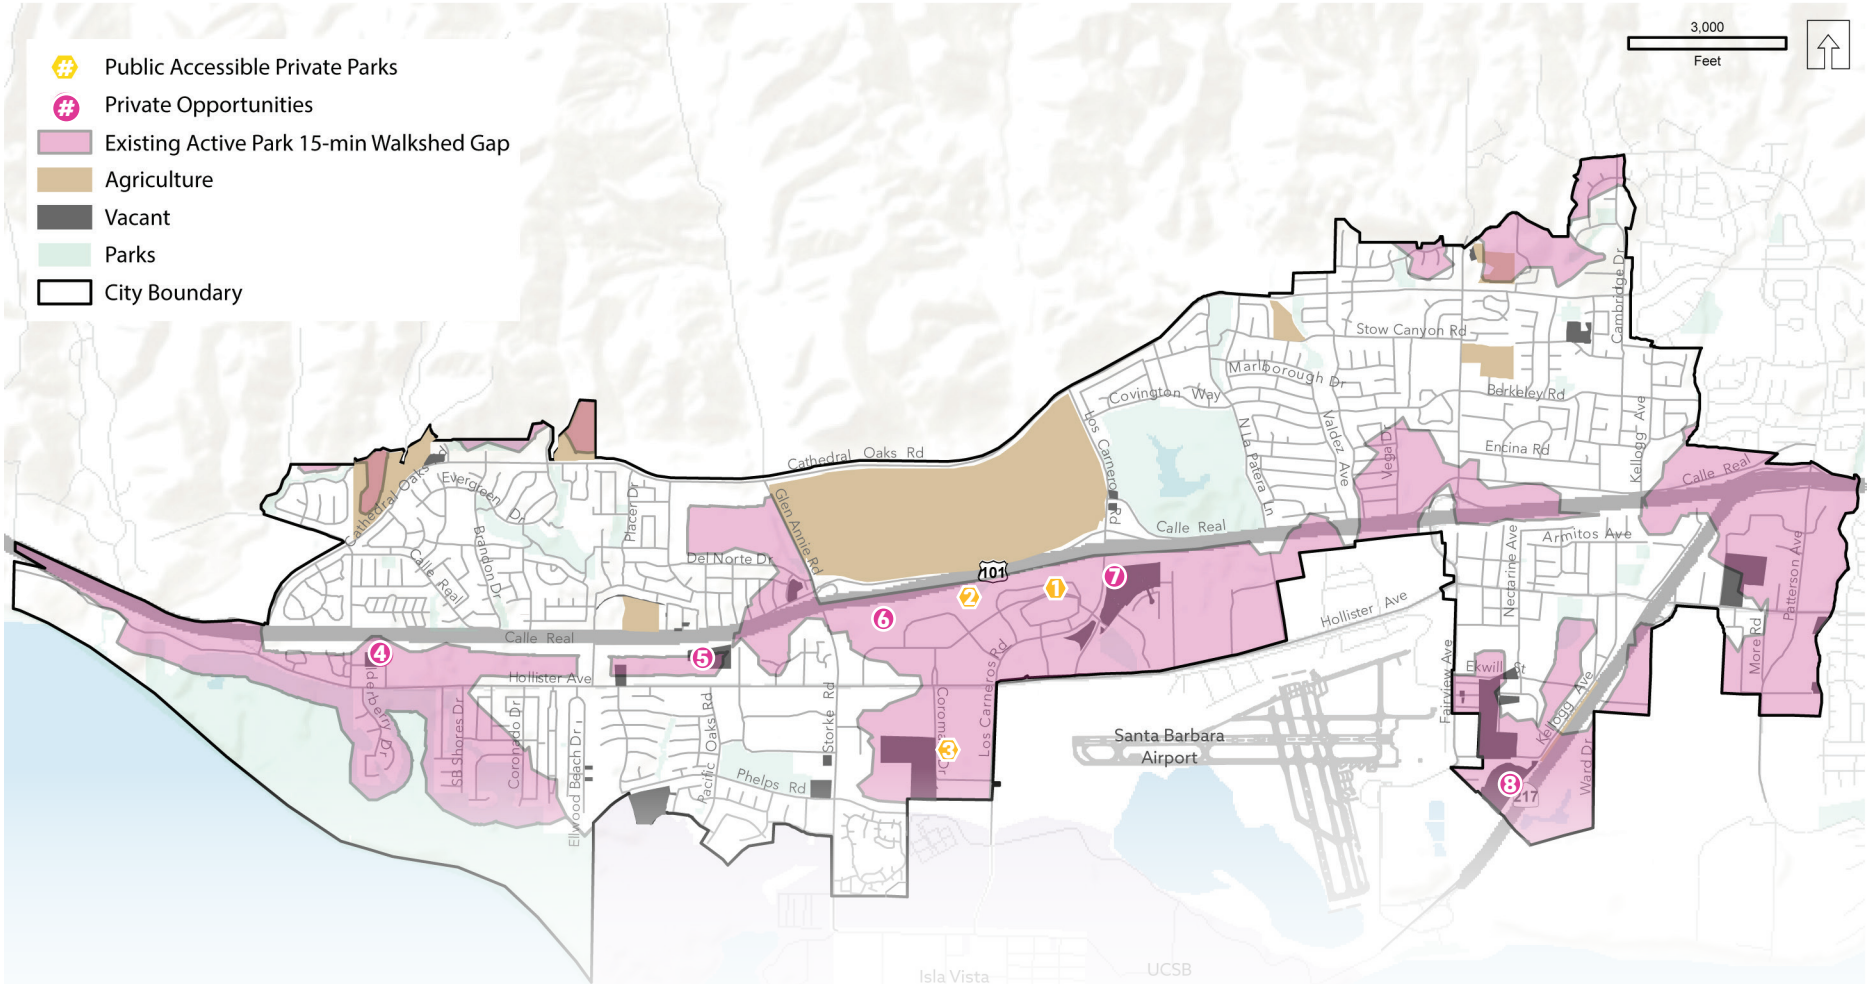 #
Public Accessible Private Parks
#
Private Opportunities
Existing Active Park 15-min Walkshed Gap
Agriculture
Vacant
Parks
City Boundary
3,000
Feet
Stow Canyon Rd
Cambridge Dr
Marlborough Dr
Covington Way
Berkeley Rd
Los Carneros Rd
N La Patera Ln
Valdez Ave
Vega Dr
Encina Rd
Kellogg Ave
Calle Real
Cathedral Oaks Rd
Cathedral Oaks Rd
Evergreen Dr
Placer Dr
Glen Annie Rd
Calle Real
Armitos Ave
Nectarine Ave
Patterson Ave
Brandon Dr
Calle Real
Del Norte Dr
101
1
2
7
6
Hollister Ave
Calle Real
4
5
Hollister Ave
Los Carneros Rd
Fairview Ave
Ekwill St
More Rd
Kellogg Ave
SB Shores Dr
Coronado Dr
Ellwood Beach Dr
Pacific Oaks Rd
Storke Rd
3
Santa Barbara
Airport
Phelps Rd
8
217
Ward Dr
Isla Vista
UCSB